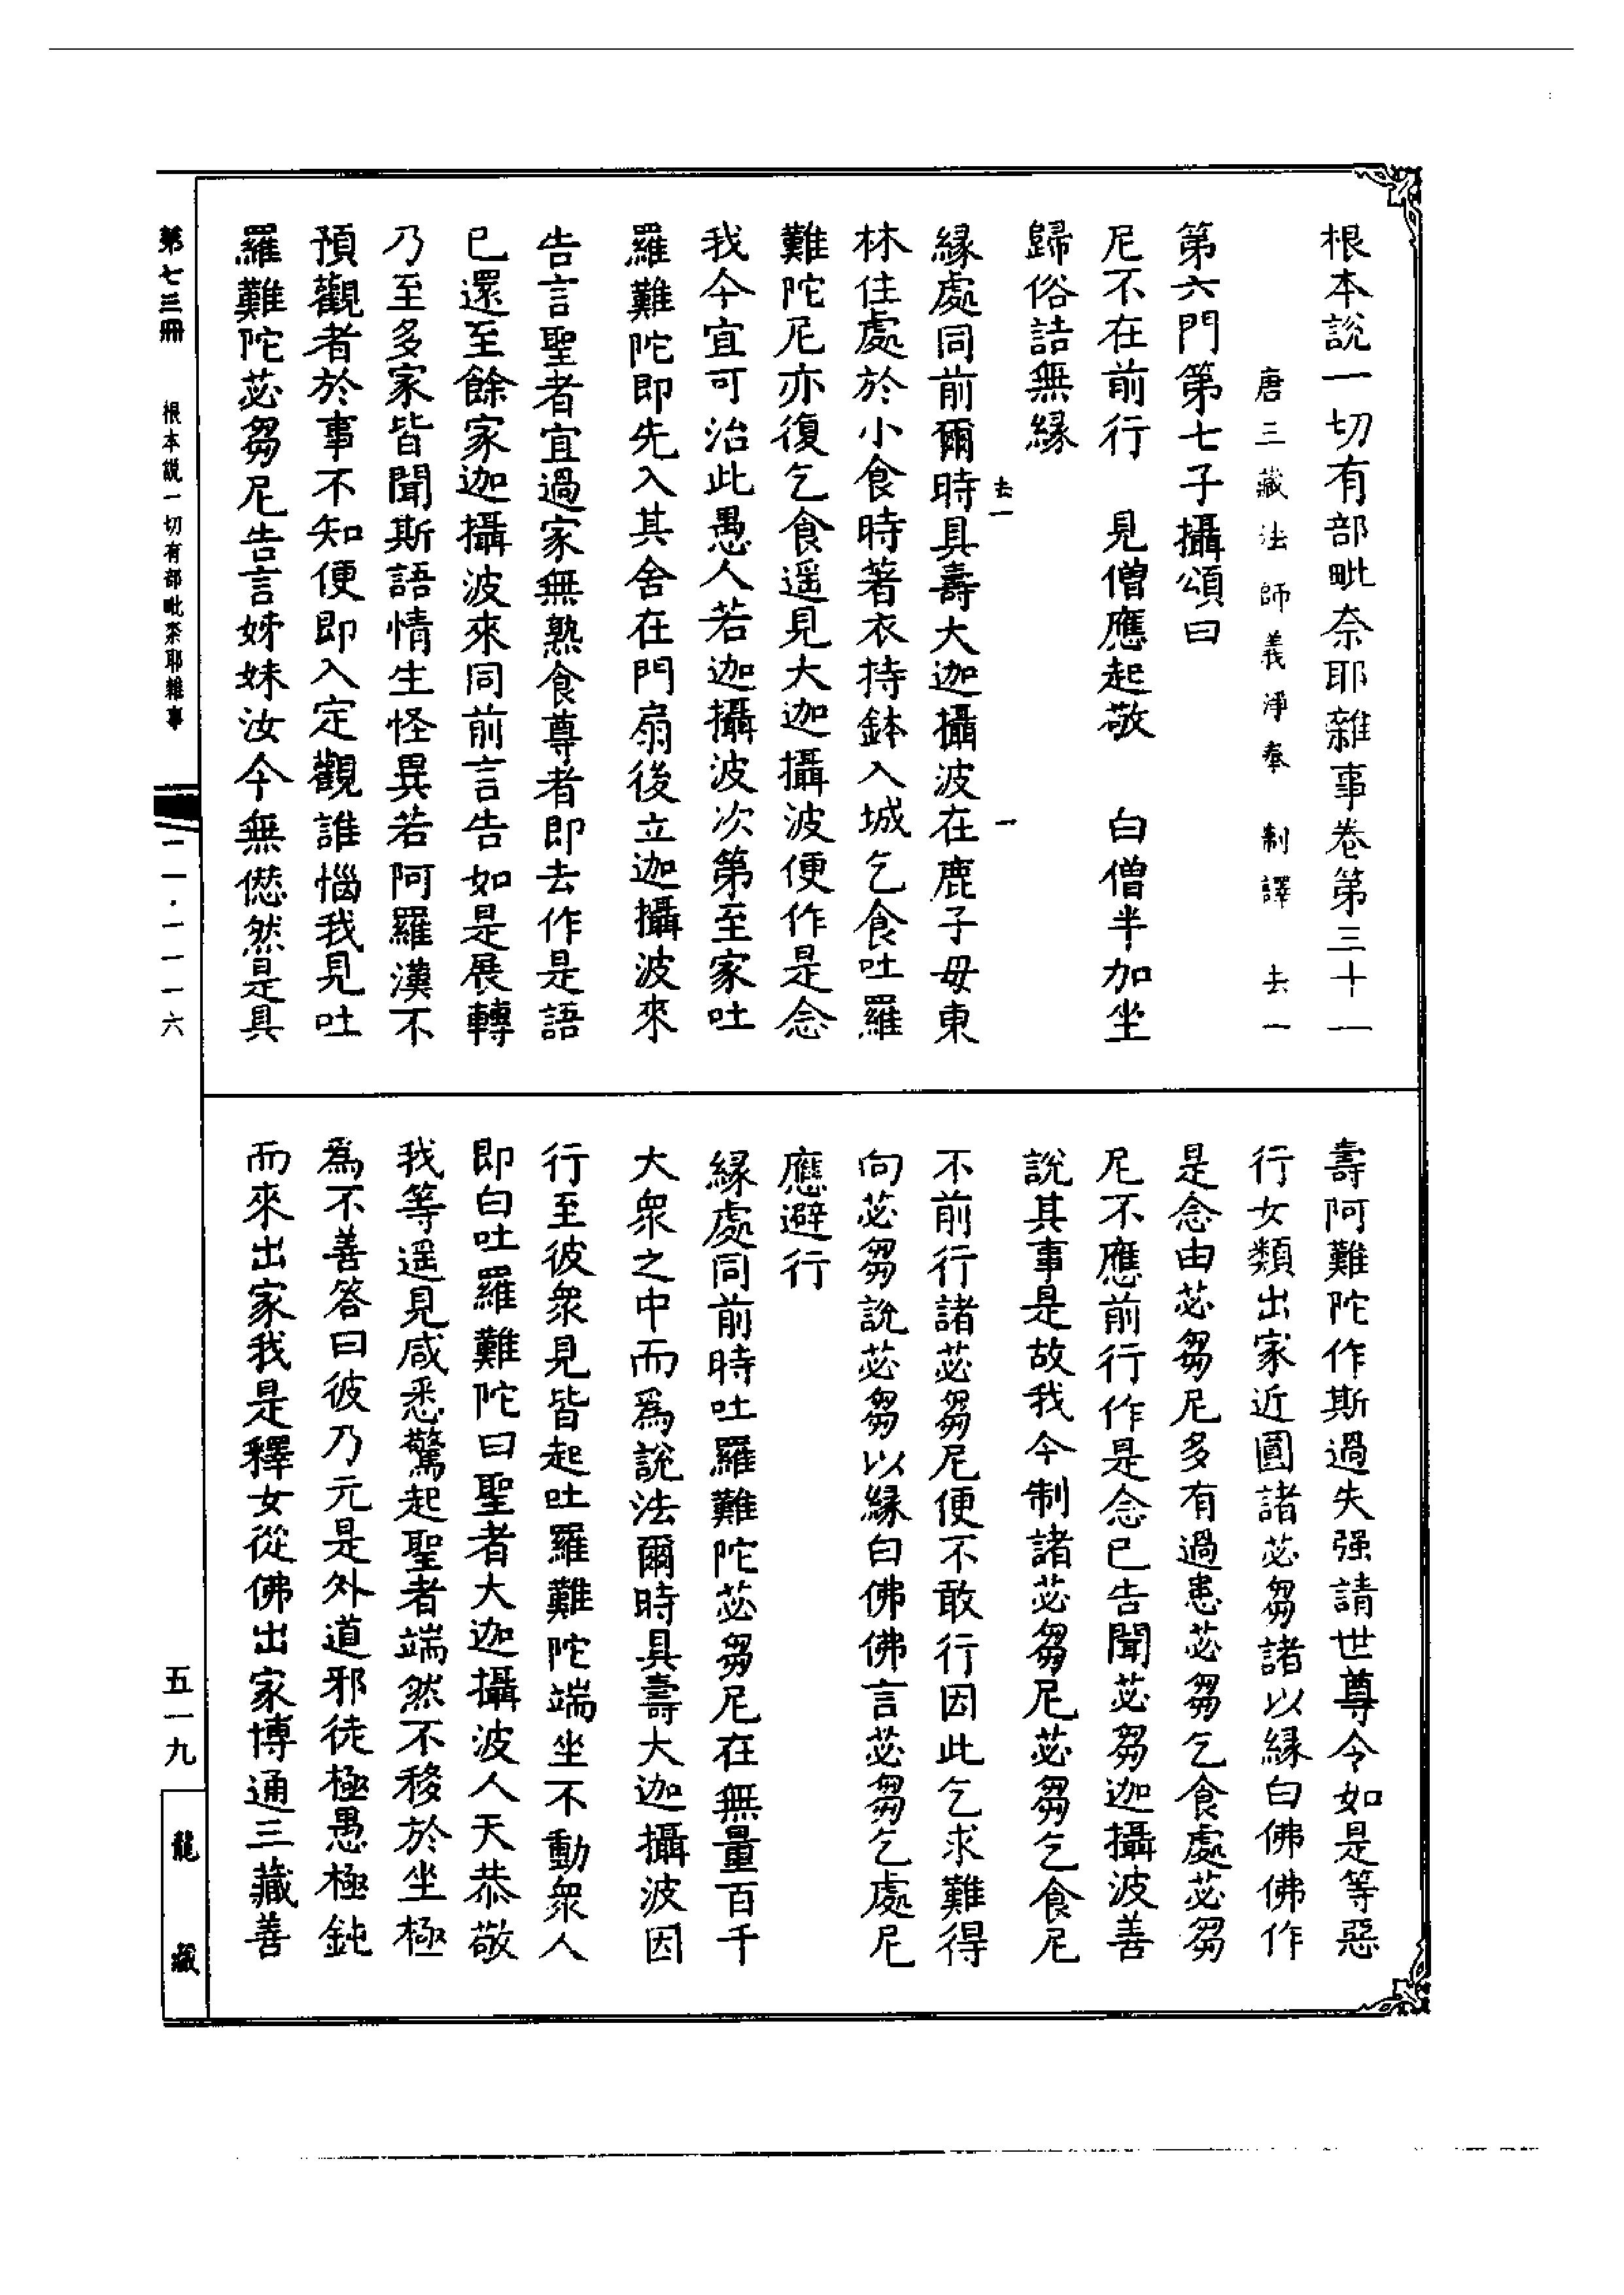 根本說一切有部毗奈耶雜事卷第三十一
唐三藏法師義淨奉　制譯　去一
第六門第七子攝頌曰
尼不在前行　見僧應起敬　白僧半加坐
歸俗詰無緣
去一　一
緣處同前爾時具壽大迦攝波在鹿子母東
林住處於小食時著衣持鉢入城乞食吐羅
難陀尼亦復乞食遥見大迦攝波便作是念
我今宜可治此愚人若迦攝波次第至家吐
羅難陀即先入其舍在門扇後立迦攝波來
告言聖者宜過家無熟食尊者即去作是語
已還至餘家迦攝波來同前言告如是展轉
乃至多家皆聞斯語情生怪異若阿羅漢不
預觀者於事不知便即入定觀誰惱我見吐
羅難陀苾芻尼告言姊妹汝今無愆然是具
壽阿難陀作斯過失强請世尊令如是等惡
行女類出家近圓諸苾芻諸以緣白佛佛作
是念由苾芻尼多有過患苾芻乞食處苾芻
尼不應前行作是念已告聞苾芻迦攝波善
說其事是故我今制諸苾芻尼苾芻乞食尼
不前行諸苾芻尼便不敢行因此乞求難得
向苾芻說苾芻以緣白佛佛言苾芻乞處尼
應避行
緣處同前時吐羅難陀苾芻尼在無量百千
大衆之中而爲說法爾時具壽大迦攝波因
行至彼衆見皆起吐羅難陀端坐不動衆人
即白吐羅難陀曰聖者大迦攝波人天恭敬
我等遥見咸悉驚起聖者端然不移於坐極
爲不善答曰彼乃元是外道邪徒極愚極鈍
而來出家我是釋女從佛出家博通三藏善
第七三冊　根本說一切有部毗奈耶雜事　二一·一一一六
五一九
龍藏